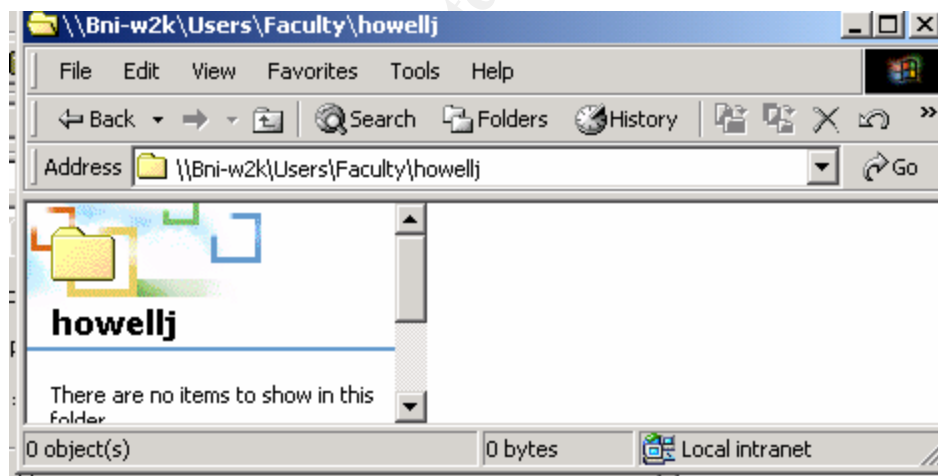 \\Bni-w2k\Users\Faculty\howellj
File Edit View Favorites Tools Help
Back Search Folders History »
Address \\Bni-w2k\Users\Faculty\howellj Go
howellj
There are no items to show in this
folder
0 object(s) 0 bytes Local intranet